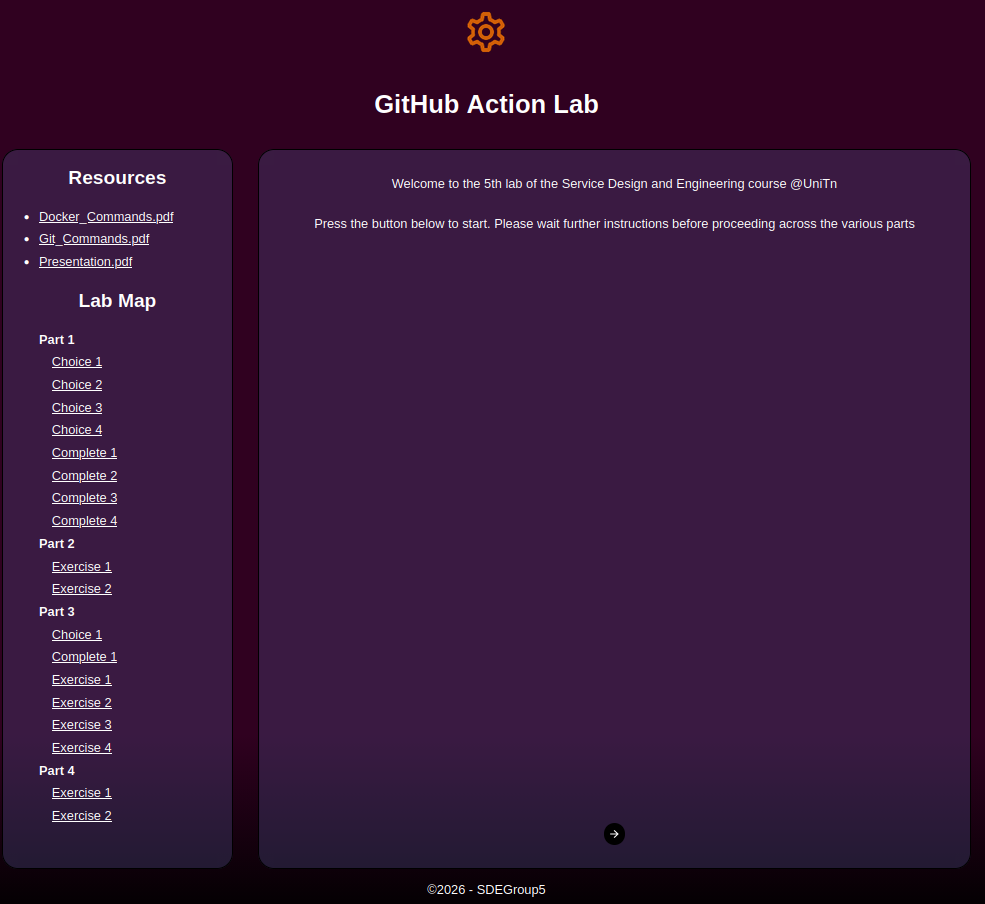 GitHub Action Lab
Resources
Docker_Commands.pdf
Git_Commands.pdf
Presentation.pdf
Lab Map
Part 1
Choice 1
Choice 2
Choice 3
Choice 4
Complete 1
Complete 2
Complete 3
Complete 4
Part 2
Exercise 1
Exercise 2
Part 3
Choice 1
Complete 1
Exercise 1
Exercise 2
Exercise 3
Exercise 4
Part 4
Exercise 1
Exercise 2
Welcome to the 5th lab of the Service Design and Engineering course @UniTn
Press the button below to start. Please wait further instructions before proceeding across the various parts
©2026 - SDEGroup5